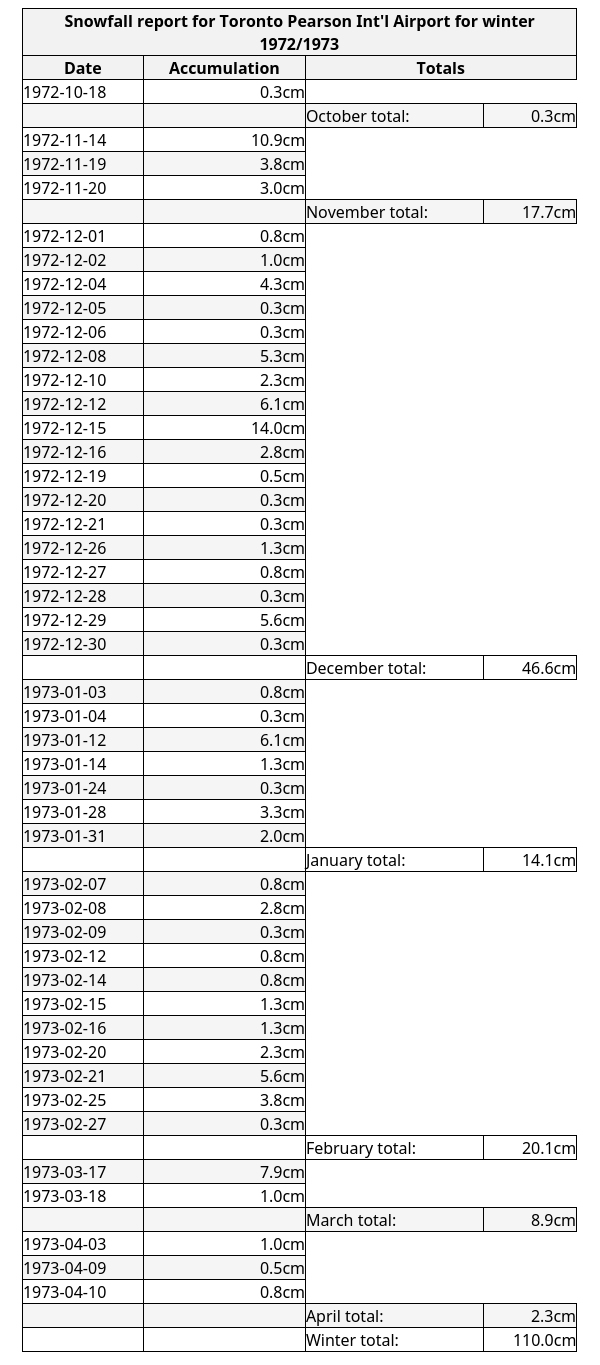 Snowfall report for Toronto Pearson Int'l Airport for winter
1972/1973
Date Accumulation Totals
1972-10-18 0.3cm
October total: 0.3cm
1972-11-14 10.9cm
1972-11-19 3.8cm
1972-11-20 3.0cm
November total: 17.7cm
1972-12-01 0.8cm
1972-12-02 1.0cm
1972-12-04 4.3cm
1972-12-05 0.3cm
1972-12-06 0.3cm
1972-12-08 5.3cm
1972-12-10 2.3cm
1972-12-12 6.1cm
1972-12-15 14.0cm
1972-12-16 2.8cm
1972-12-19 0.5cm
1972-12-20 0.3cm
1972-12-21 0.3cm
1972-12-26 1.3cm
1972-12-27 0.8cm
1972-12-28 0.3cm
1972-12-29 5.6cm
1972-12-30 0.3cm
December total: 46.6cm
1973-01-03 0.8cm
1973-01-04 0.3cm
1973-01-12 6.1cm
1973-01-14 1.3cm
1973-01-24 0.3cm
1973-01-28 3.3cm
1973-01-31 2.0cm
January total: 14.1cm
1973-02-07 0.8cm
1973-02-08 2.8cm
1973-02-09 0.3cm
1973-02-12 0.8cm
1973-02-14 0.8cm
1973-02-15 1.3cm
1973-02-16 1.3cm
1973-02-20 2.3cm
1973-02-21 5.6cm
1973-02-25 3.8cm
1973-02-27 0.3cm
February total: 20.1cm
1973-03-17 7.9cm
1973-03-18 1.0cm
March total: 8.9cm
1973-04-03 1.0cm
1973-04-09 0.5cm
1973-04-10 0.8cm
April total: 2.3cm
Winter total: 110.0cm